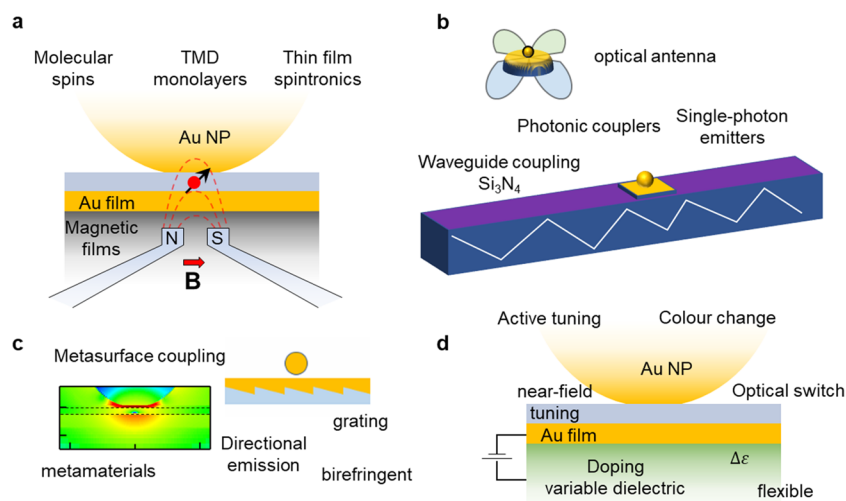 a
Molecular
spins
TMD
monolayers
Thin film
spintronics
Au NP
Au film
Magnetic
films
N
S
B
b
optical antenna
Photonic couplers
Single-photon
emitters
Waveguide coupling
Si₃N₄
c
Metasurface coupling
grating
Directional
emission
metamaterials
birefringent
d
Active tuning
Colour change
Au NP
near-field
Optical switch
tuning
Au film
Δε
Doping
variable dielectric
flexible